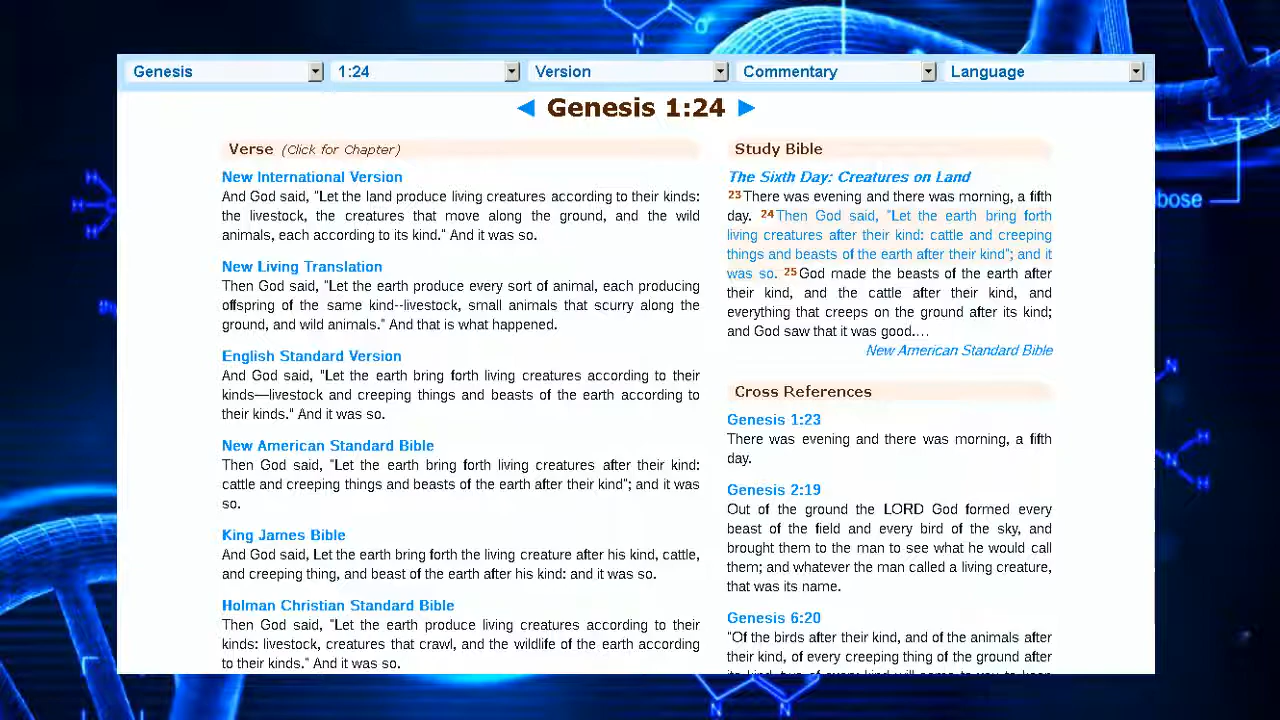 Genesis 1:24 Version Commentary Language
◄ Genesis 1:24 ►
Verse (Click for Chapter)
New International Version
And God said, "Let the land produce living creatures according to their kinds:
the livestock, the creatures that move along the ground, and the wild
animals, each according to its kind." And it was so.
New Living Translation
Then God said, "Let the earth produce every sort of animal, each producing
offspring of the same kind--livestock, small animals that scurry along the
ground, and wild animals." And that is what happened.
English Standard Version
And God said, "Let the earth bring forth living creatures according to their
kinds—livestock and creeping things and beasts of the earth according to
their kinds." And it was so.
New American Standard Bible
Then God said, "Let the earth bring forth living creatures after their kind:
cattle and creeping things and beasts of the earth after their kind"; and it was
so.
King James Bible
And God said, Let the earth bring forth the living creature after his kind, cattle,
and creeping thing, and beast of the earth after his kind: and it was so.
Holman Christian Standard Bible
Then God said, "Let the earth produce living creatures according to their
kinds: livestock, creatures that crawl, and the wildlife of the earth according
to their kinds." And it was so.
Study Bible
The Sixth Day: Creatures on Land
23There was evening and there was morning, a fifth
day. 24Then God said, "Let the earth bring forth
living creatures after their kind: cattle and creeping
things and beasts of the earth after their kind"; and it
was so. 25God made the beasts of the earth after
their kind, and the cattle after their kind, and
everything that creeps on the ground after its kind;
and God saw that it was good.…
New American Standard Bible
Cross References
Genesis 1:23
There was evening and there was morning, a fifth
day.
Genesis 2:19
Out of the ground the LORD God formed every
beast of the field and every bird of the sky, and
brought them to the man to see what he would call
them; and whatever the man called a living creature,
that was its name.
Genesis 6:20
"Of the birds after their kind, and of the animals after
their kind, of every creeping thing of the ground after
its kind, two of every kind will come to you to keep
bose
N
O
H
N
H
H
N
H
N
H
N
N